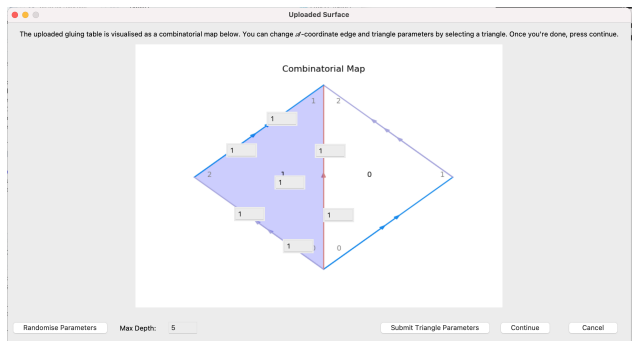 Uploaded Surface
The uploaded gluing table is visualised as a combinatorial map below. You can change 𝒜-coordinate edge and triangle parameters by selecting a triangle. Once you're done, press continue.
Combinatorial Map
1 2
1
1 1
2 1 0 1
1
1 1
1 0
Randomise Parameters Max Depth: 5 Submit Triangle Parameters Continue Cancel